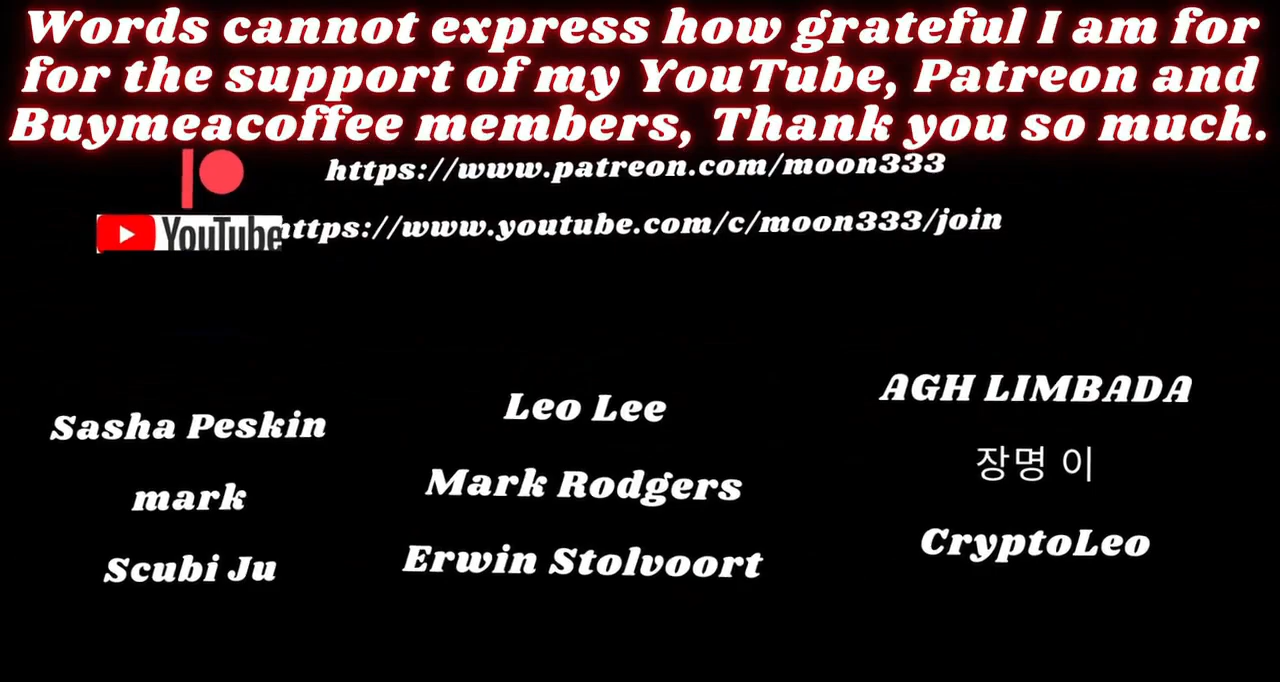 Words cannot express how grateful I am for
for the support of my YouTube, Patreon and
Buymeacoffee members, Thank you so much.
https://www.patreon.com/moon333
YouTube
https://www.youtube.com/c/moon333/join
Sasha Peskin
mark
Scubi Ju
Leo Lee
Mark Rodgers
Erwin Stolvoort
AGH LIMBADA
장명 이
CryptoLeo